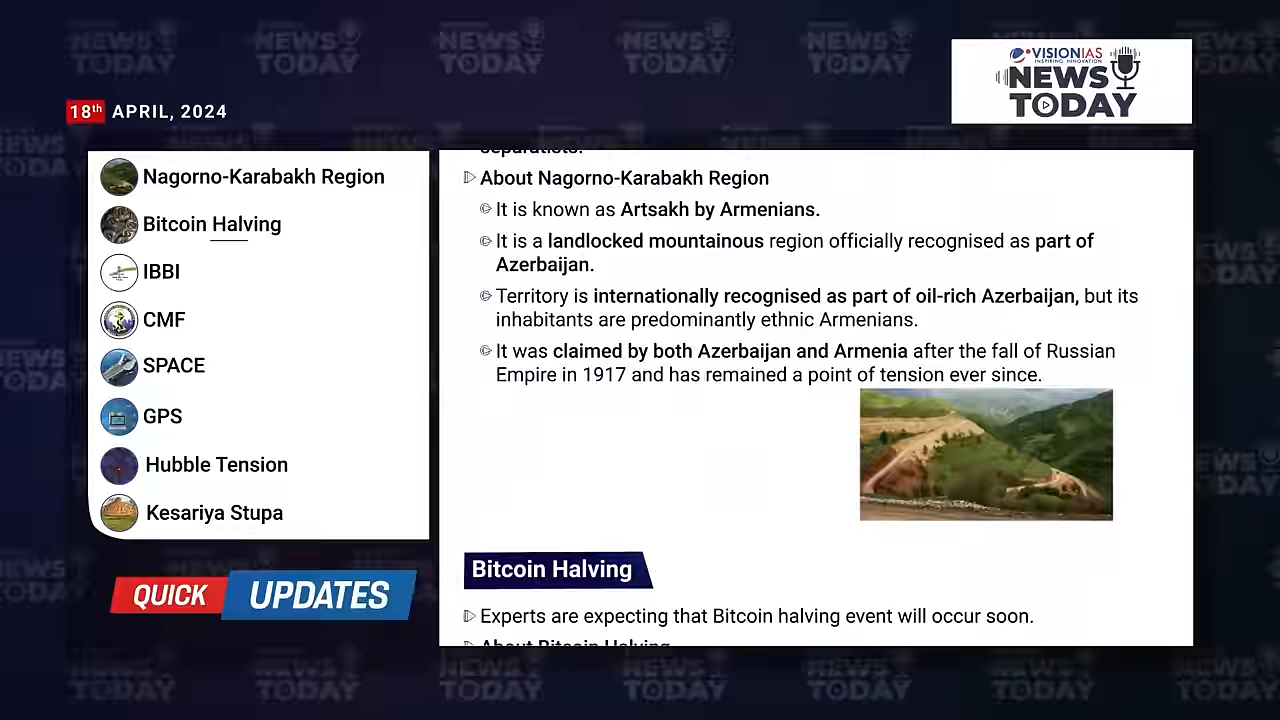 VISIONIAS
INSPIRING INNOVATION
NEWS
TODAY
18th APRIL, 2024
Nagorno-Karabakh Region
Bitcoin Halving
IBBI
CMF
SPACE
GPS
Hubble Tension
Kesariya Stupa
QUICK UPDATES
separatists.
About Nagorno-Karabakh Region
It is known as Artsakh by Armenians.
It is a landlocked mountainous region officially recognised as part of
Azerbaijan.
Territory is internationally recognised as part of oil-rich Azerbaijan, but its
inhabitants are predominantly ethnic Armenians.
It was claimed by both Azerbaijan and Armenia after the fall of Russian
Empire in 1917 and has remained a point of tension ever since.
Bitcoin Halving
Experts are expecting that Bitcoin halving event will occur soon.
About Bitcoin Halving